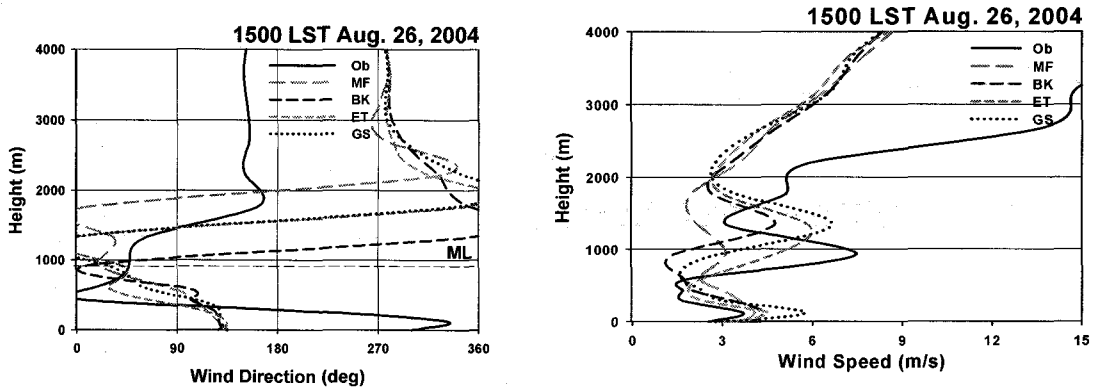 1500 LST Aug. 26, 2004
4000
3000
2000
1000
0
Height (m)
Ob
MF
BK
ET
GS
ML
0 90 180 270 360
Wind Direction (deg)
1500 LST Aug. 26, 2004
4000
3000
2000
1000
0
Height (m)
Ob
MF
BK
ET
GS
0 3 6 9 12 15
Wind Speed (m/s)